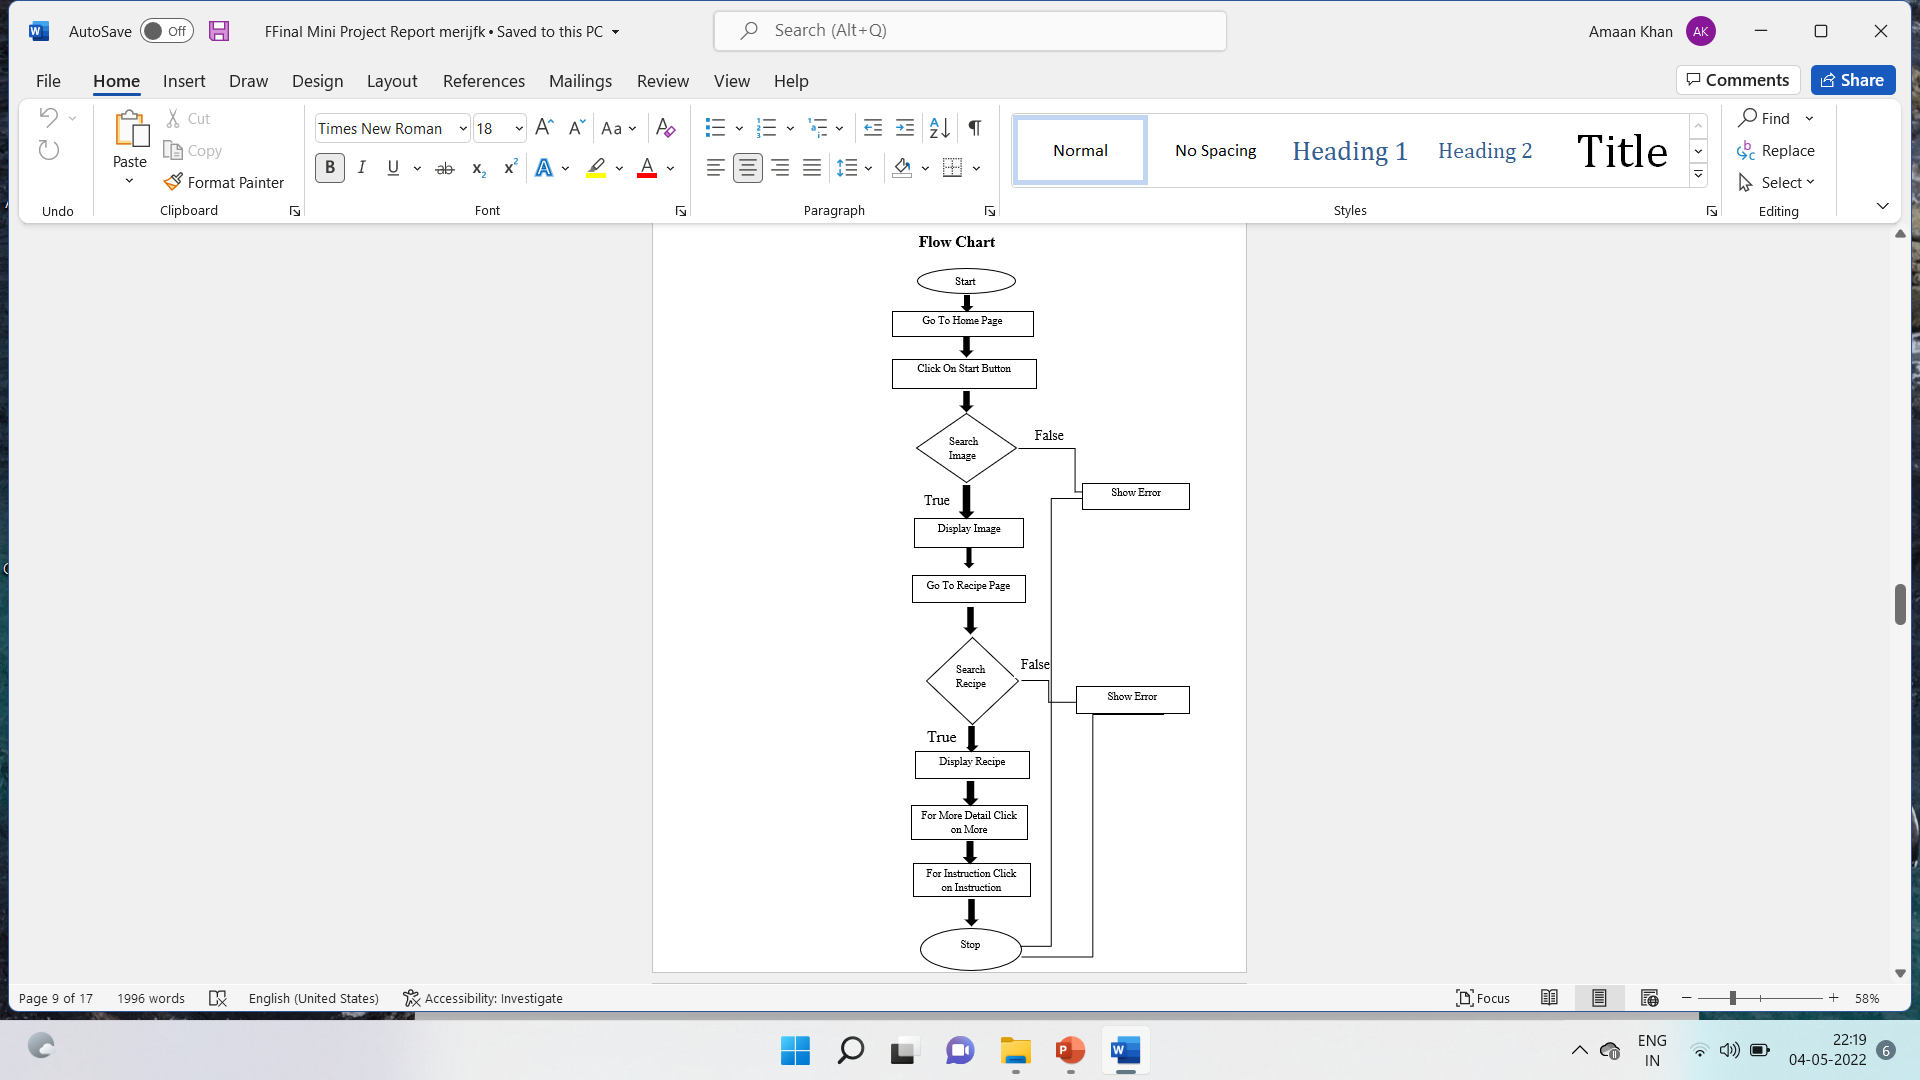 AutoSave Off FFinal Mini Project Report merijfk • Saved to this PC Search (Alt+Q) Amaan Khan AK
File Home Insert Draw Design Layout References Mailings Review View Help Comments Share
Paste Cut Copy Format Painter
Times New Roman 18 Aa
B I U ab x2 x2 A A
Normal No Spacing Heading 1 Heading 2 Title
Find
Replace
Select
Undo Clipboard Font Paragraph Styles Editing
Flow Chart
Start
Go To Home Page
Click On Start Button
Search
Image
False
Show Error
True
Display Image
Go To Recipe Page
Search
Recipe
False
Show Error
True
Display Recipe
For More Detail Click
on More
For Instruction Click
on Instruction
Stop
Page 9 of 17 1996 words English (United States) Accessibility: Investigate Focus 58%
ENG
IN
22:19
04-05-2022
6